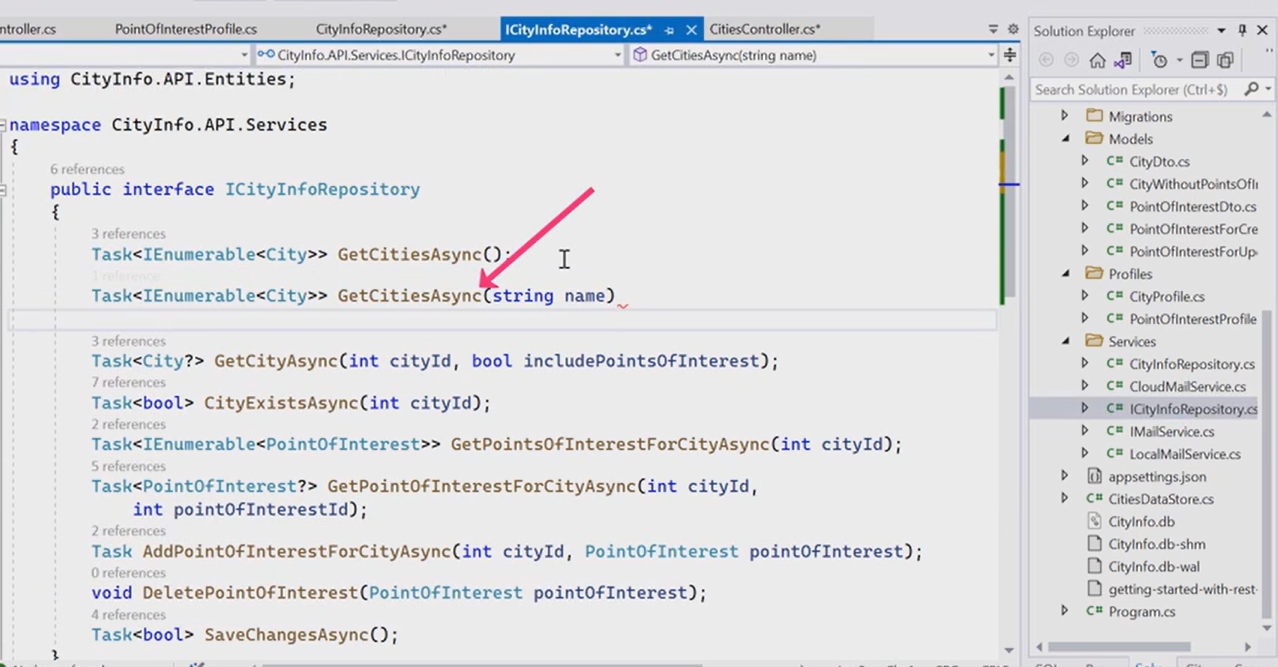 ntroller.cs PointOfInterestProfile.cs CityInfoRepository.cs* ICityInfoRepository.cs* CitiesController.cs*
CityInfo.API.Services.ICityInfoRepository GetCitiesAsync(string name)
using CityInfo.API.Entities;
namespace CityInfo.API.Services
{
6 references
public interface ICityInfoRepository
{
3 references
Task<IEnumerable<City>> GetCitiesAsync();
1 reference
Task<IEnumerable<City>> GetCitiesAsync(string name)
3 references
Task<City?> GetCityAsync(int cityId, bool includePointsOfInterest);
7 references
Task<bool> CityExistsAsync(int cityId);
2 references
Task<IEnumerable<PointOfInterest>> GetPointsOfInterestForCityAsync(int cityId);
5 references
Task<PointOfInterest?> GetPointOfInterestForCityAsync(int cityId,
int pointOfInterestId);
2 references
Task AddPointOfInterestForCityAsync(int cityId, PointOfInterest pointOfInterest);
0 references
void DeletePointOfInterest(PointOfInterest pointOfInterest);
4 references
Task<bool> SaveChangesAsync();
}
Solution Explorer
Search Solution Explorer (Ctrl+$)
Migrations
Models
C# CityDto.cs
C# CityWithoutPointsOfI
C# PointOfInterestDto.cs
C# PointOfInterestForCre
C# PointOfInterestForUp
Profiles
C# CityProfile.cs
C# PointOfInterestProfile
Services
C# CityInfoRepository.cs
C# CloudMailService.cs
C# ICityInfoRepository.cs
C# IMailService.cs
C# LocalMailService.cs
appsettings.json
C# CitiesDataStore.cs
CityInfo.db
CityInfo.db-shm
CityInfo.db-wal
getting-started-with-rest-
C# Program.cs